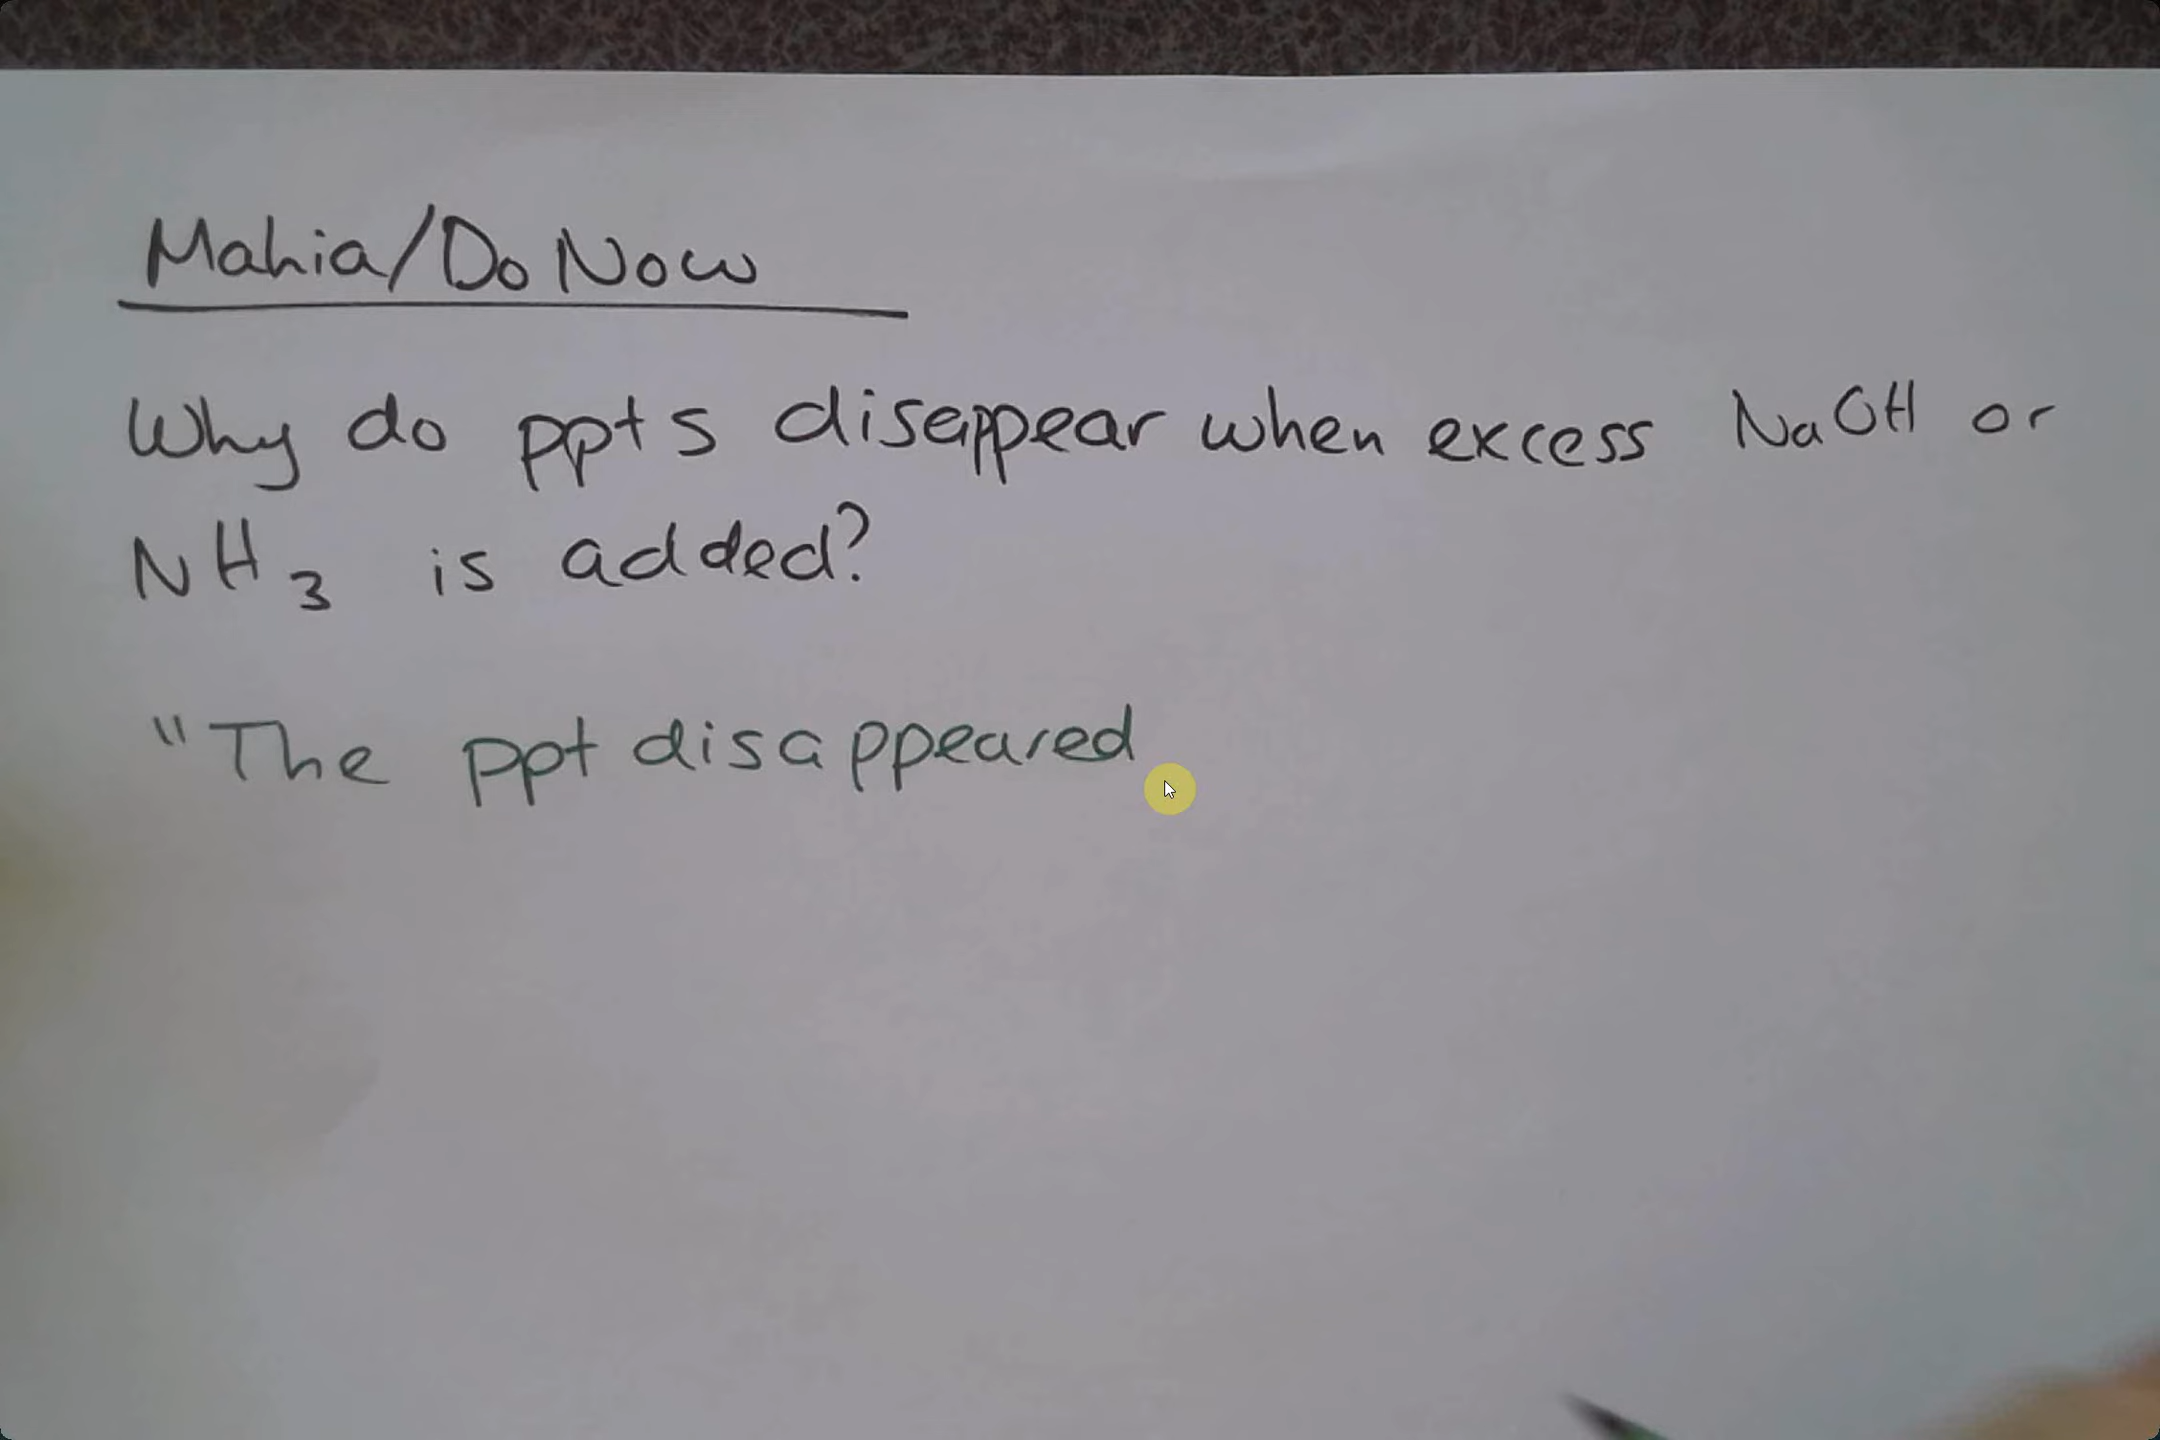 Mahia/Do Now
Why do ppts disappear when excess NaOH or
NH₃ is added?
"The ppt disappeared